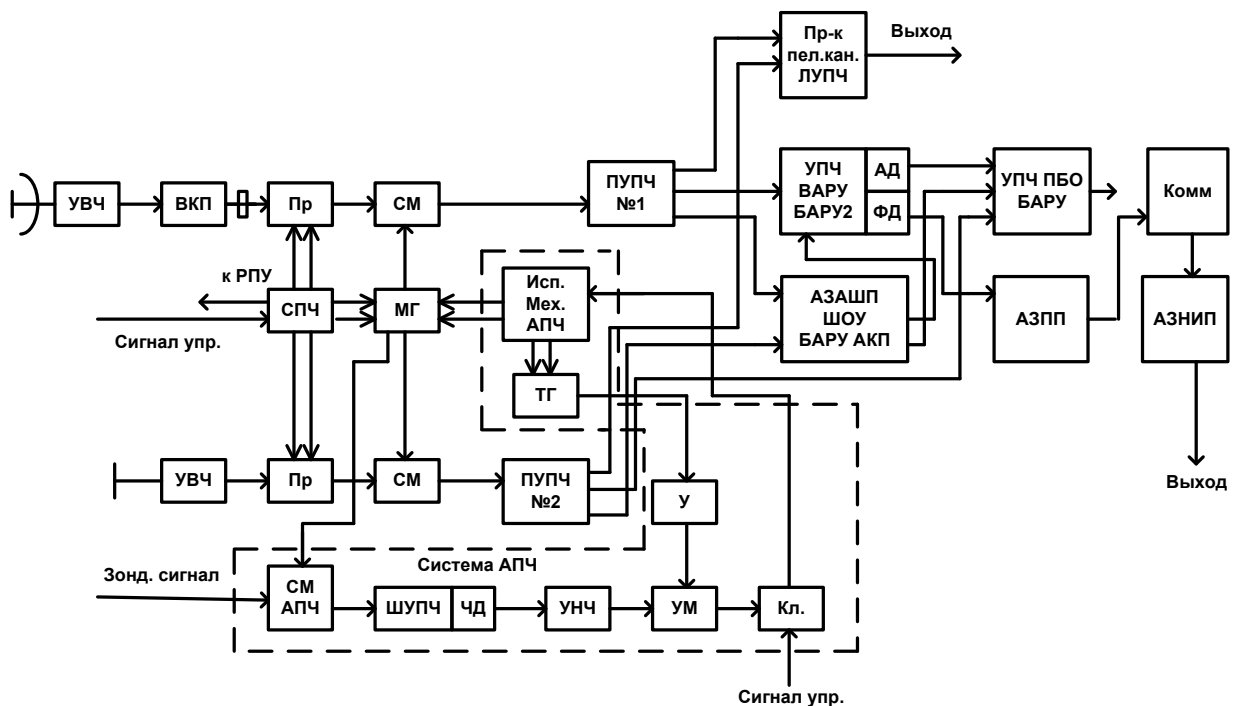 Пр-к
пел.кан.
ЛУПЧ
Выход
УВЧ
ВКП
Пр
СМ
ПУПЧ
№1
УПЧ
ВАРУ
БАРУ2
АД
ФД
УПЧ ПБО
БАРУ
Комм
к РПУ
СПЧ
МГ
Исп.
Мех.
АПЧ
АЗАШП
ШОУ
БАРУ АКП
АЗПП
АЗНИП
Сигнал упр.
ТГ
УВЧ
Пр
СМ
ПУПЧ
№2
У
Выход
Система АПЧ
Зонд. сигнал
СМ
АПЧ
ШУПЧ
ЧД
УНЧ
УМ
Кл.
Сигнал упр.